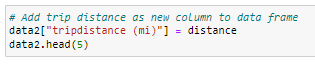 # Add trip distance as new column to data frame
data2["tripdistance (mi)"] = distance
data2.head(5)